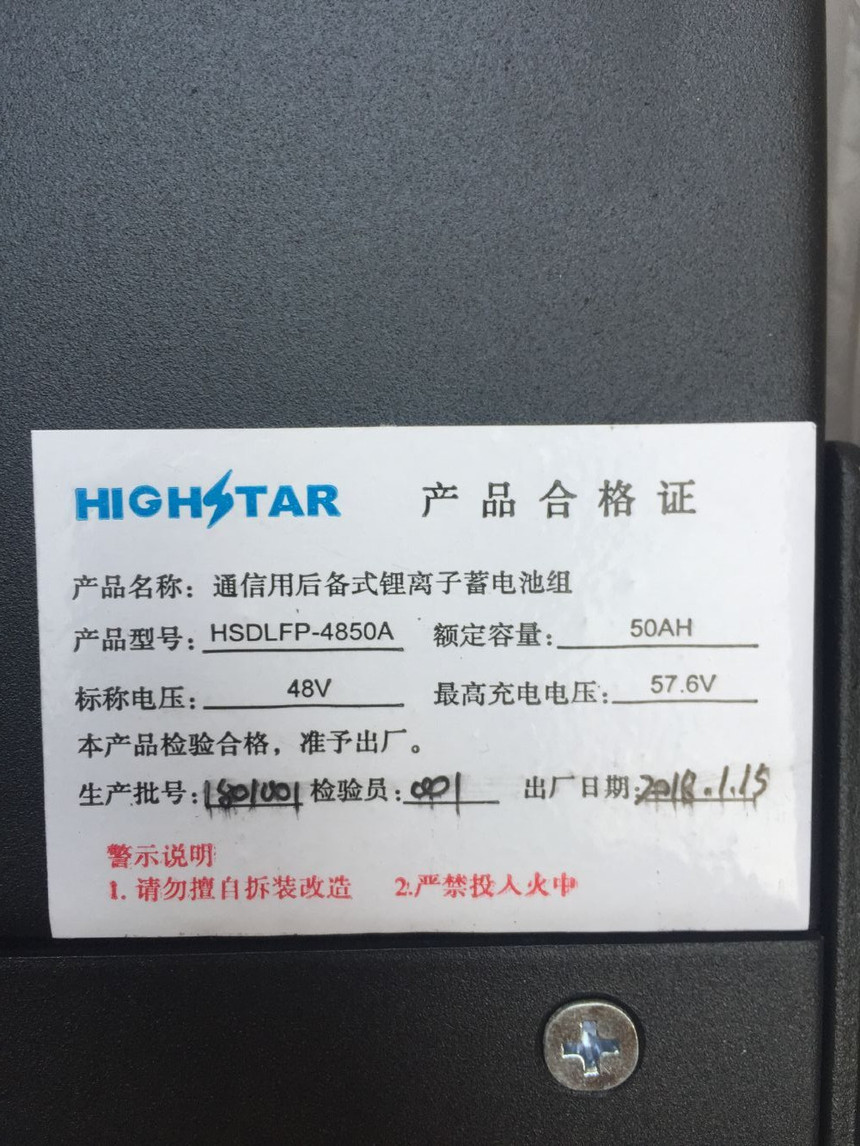 HIGHSTAR 产品合格证
产品名称：通信用后备式锂离子蓄电池组
产品型号：HSDLFP-4850A 额定容量：50AH
标称电压：48V 最高充电电压：57.6V
本产品检验合格，准予出厂。
生产批号：1801001 检验员：001 出厂日期：2018.1.15
警示说明
1. 请勿擅自拆装改造 2.严禁投入火中